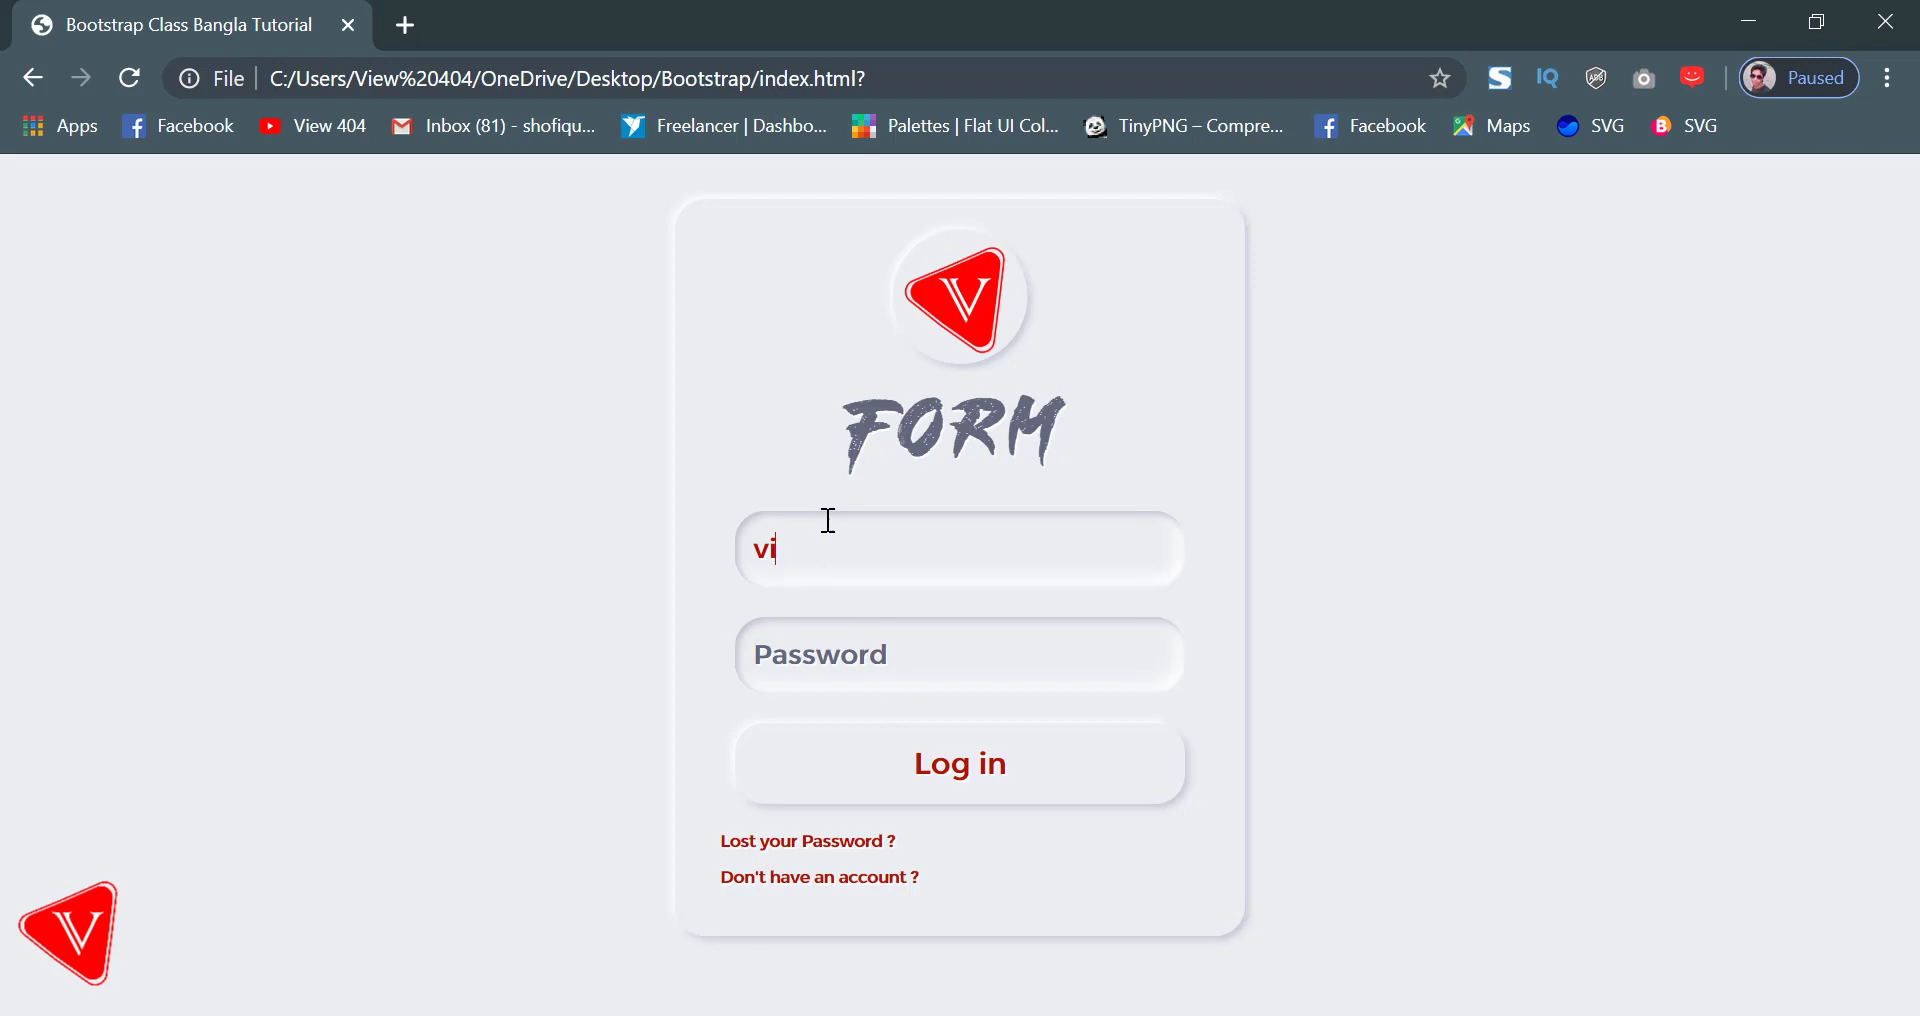 Bootstrap Class Bangla Tutorial
File C:/Users/View%20404/OneDrive/Desktop/Bootstrap/index.html? IQ ABP Paused
Apps Facebook View 404 Inbox (81) - shofiqu... Freelancer | Dashbo... Palettes | Flat UI Col... TinyPNG – Compre... Facebook Maps SVG SVG
V
FORM
vi
Password
Log in
Lost your Password ?
Don't have an account ?
V